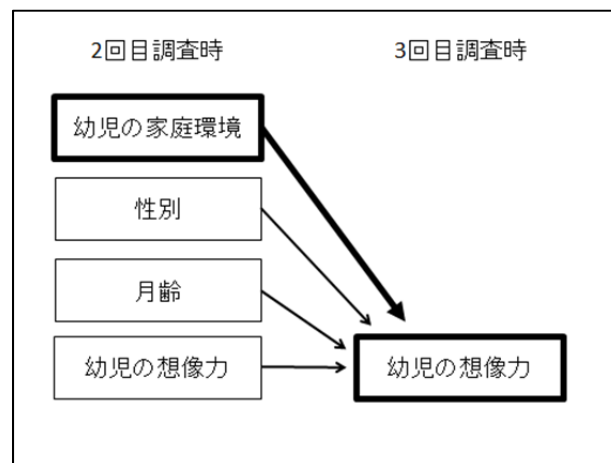 2回目調査時
3回目調査時
幼児の家庭環境
性別
月齢
幼児の想像力
幼児の想像力